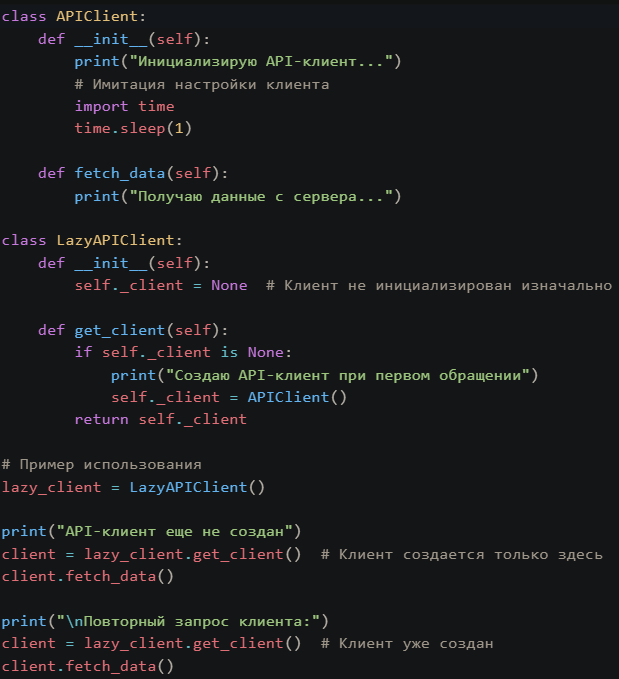 class APIClient:
    def __init__(self):
        print("Инициализирую API-клиент...")
        # Имитация настройки клиента
        import time
        time.sleep(1)

    def fetch_data(self):
        print("Получаю данные с сервера...")

class LazyAPIClient:
    def __init__(self):
        self._client = None  # Клиент не инициализирован изначально

    def get_client(self):
        if self._client is None:
            print("Создаю API-клиент при первом обращении")
            self._client = APIClient()
        return self._client

# Пример использования
lazy_client = LazyAPIClient()

print("API-клиент еще не создан")
client = lazy_client.get_client()  # Клиент создается только здесь
client.fetch_data()

print("\nПовторный запрос клиента:")
client = lazy_client.get_client()  # Клиент уже создан
client.fetch_data()